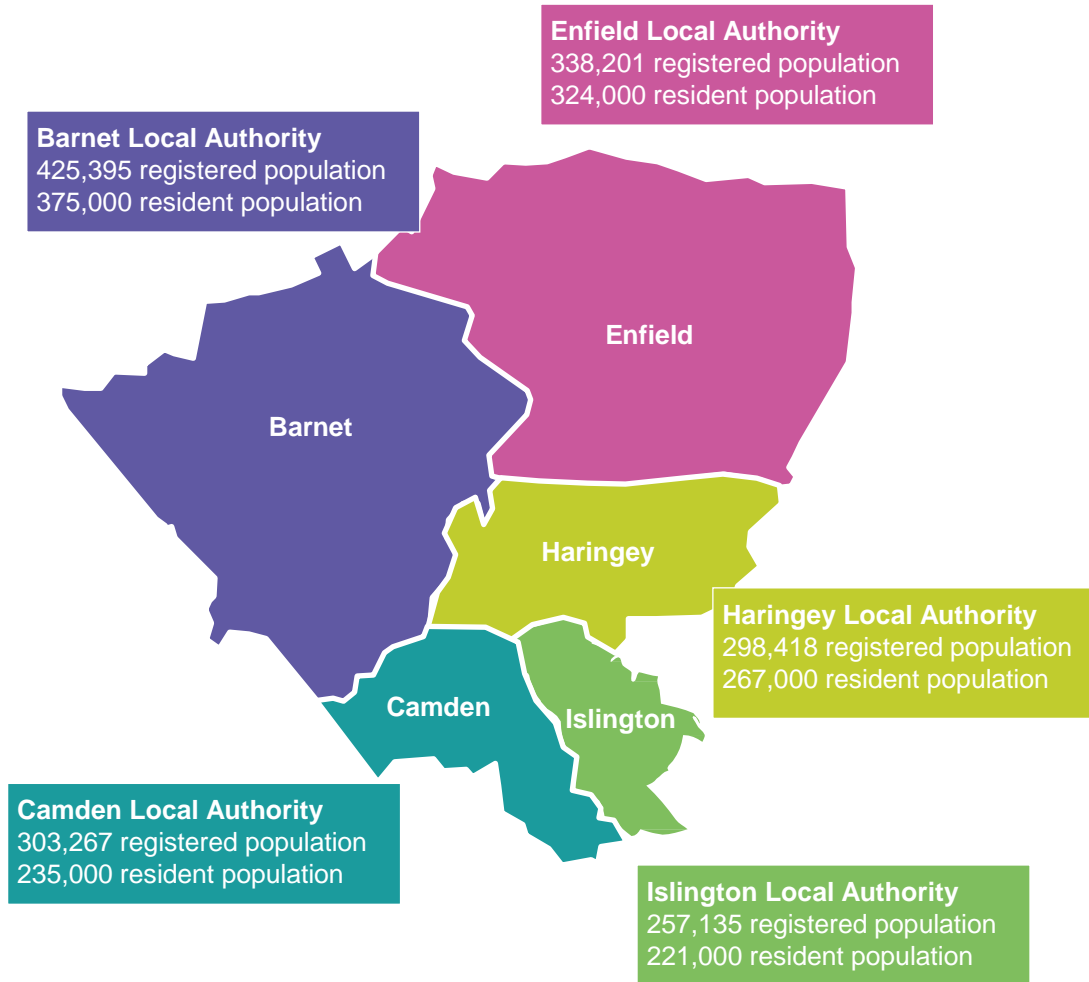 Enfield Local Authority
338,201 registered population
324,000 resident population
Barnet Local Authority
425,395 registered population
375,000 resident population
Enfield
Barnet
Haringey
Haringey Local Authority
298,418 registered population
267,000 resident population
Camden
Islington
Camden Local Authority
303,267 registered population
235,000 resident population
Islington Local Authority
257,135 registered population
221,000 resident population